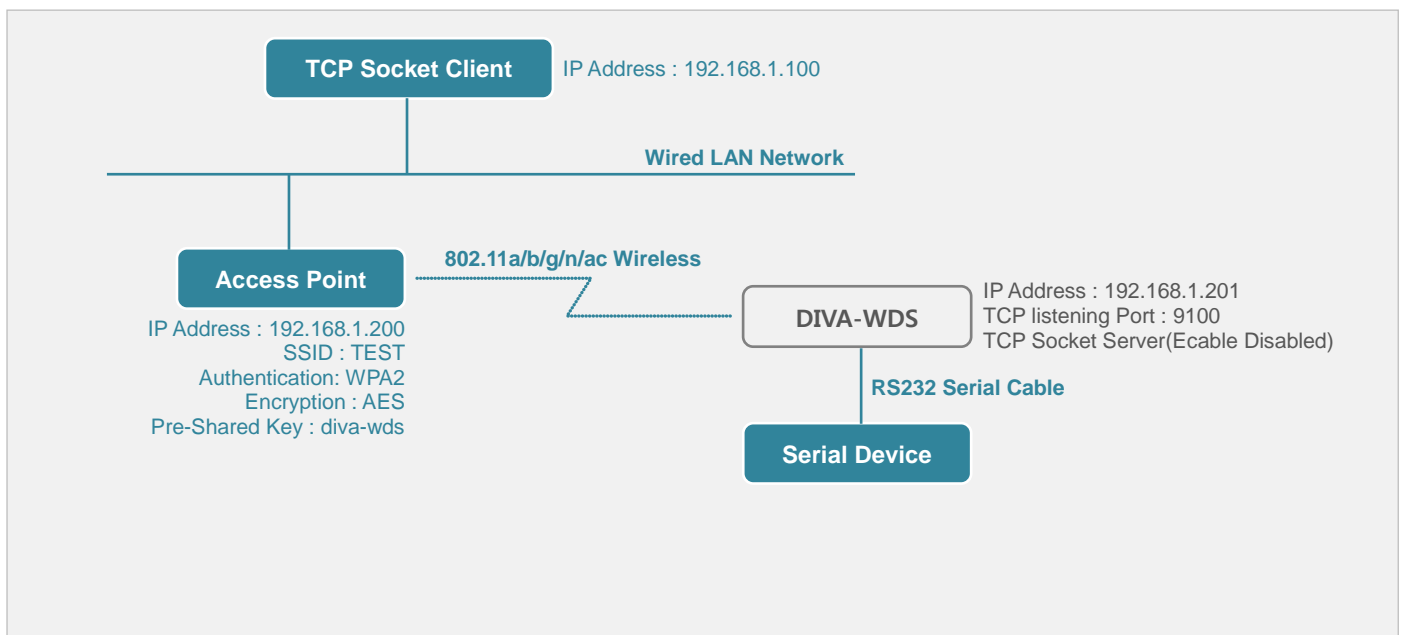 TCP Socket Client
IP Address : 192.168.1.100
Wired LAN Network
802.11a/b/g/n/ac Wireless
Access Point
IP Address : 192.168.1.200
SSID : TEST
Authentication: WPA2
Encryption : AES
Pre-Shared Key : diva-wds
DIVA-WDS
IP Address : 192.168.1.201
TCP listening Port : 9100
TCP Socket Server(Ecable Disabled)
RS232 Serial Cable
Serial Device